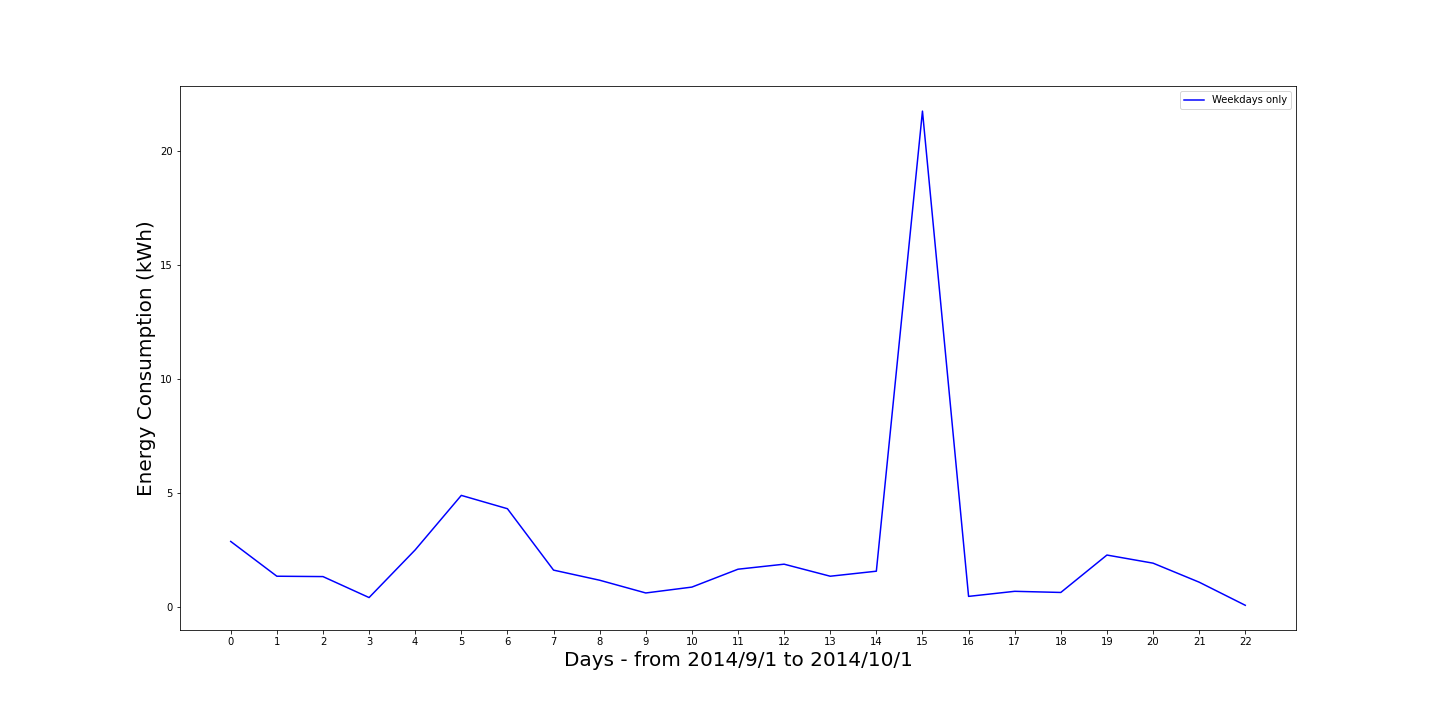 Weekdays only
Energy Consumption (kWh)
20
15
10
5
0
0 1 2 3 4 5 6 7 8 9 10 11 12 13 14 15 16 17 18 19 20 21 22
Days - from 2014/9/1 to 2014/10/1